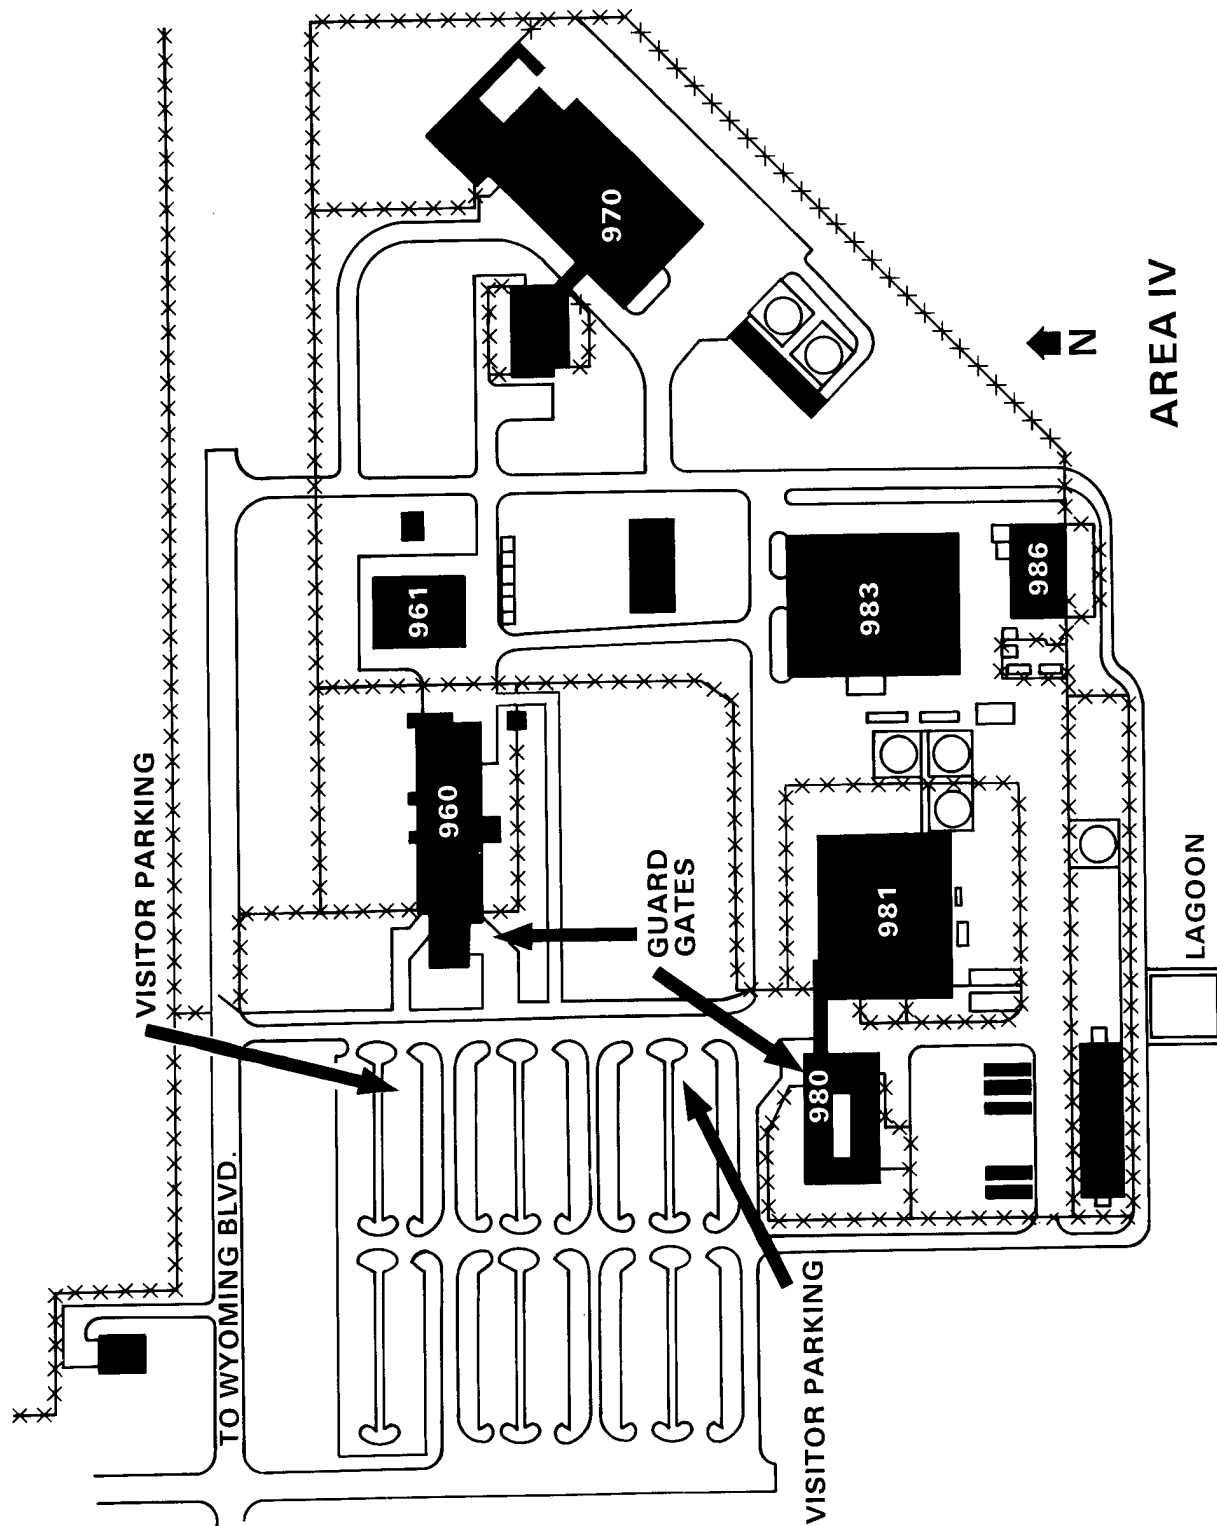 VISITOR PARKING
TO WYOMING BLVD.
970
961
960
GUARD
GATES
983
986
981
980
VISITOR PARKING
LAGOON
N
AREA IV